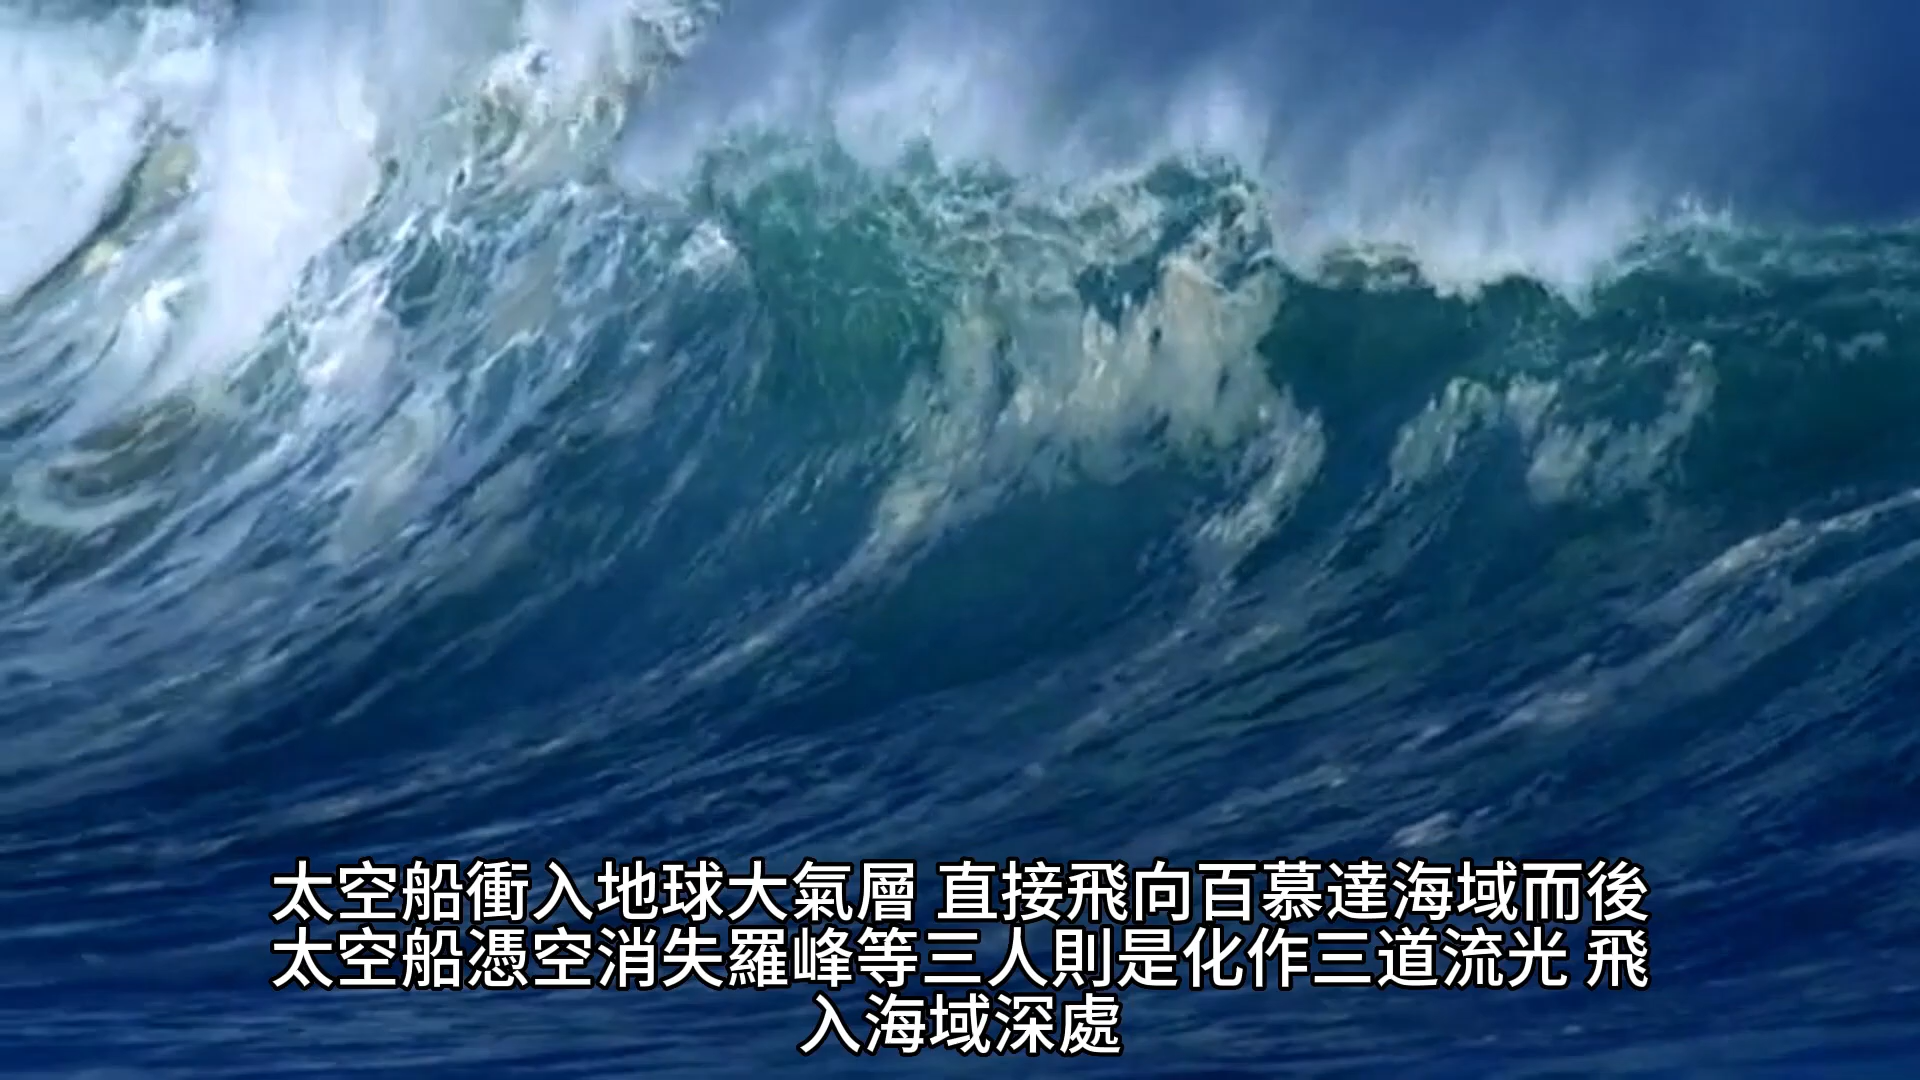 太空船衝入地球大氣層 直接飛向百慕達海域而後
太空船憑空消失羅峰等三人則是化作三道流光 飛
入海域深處